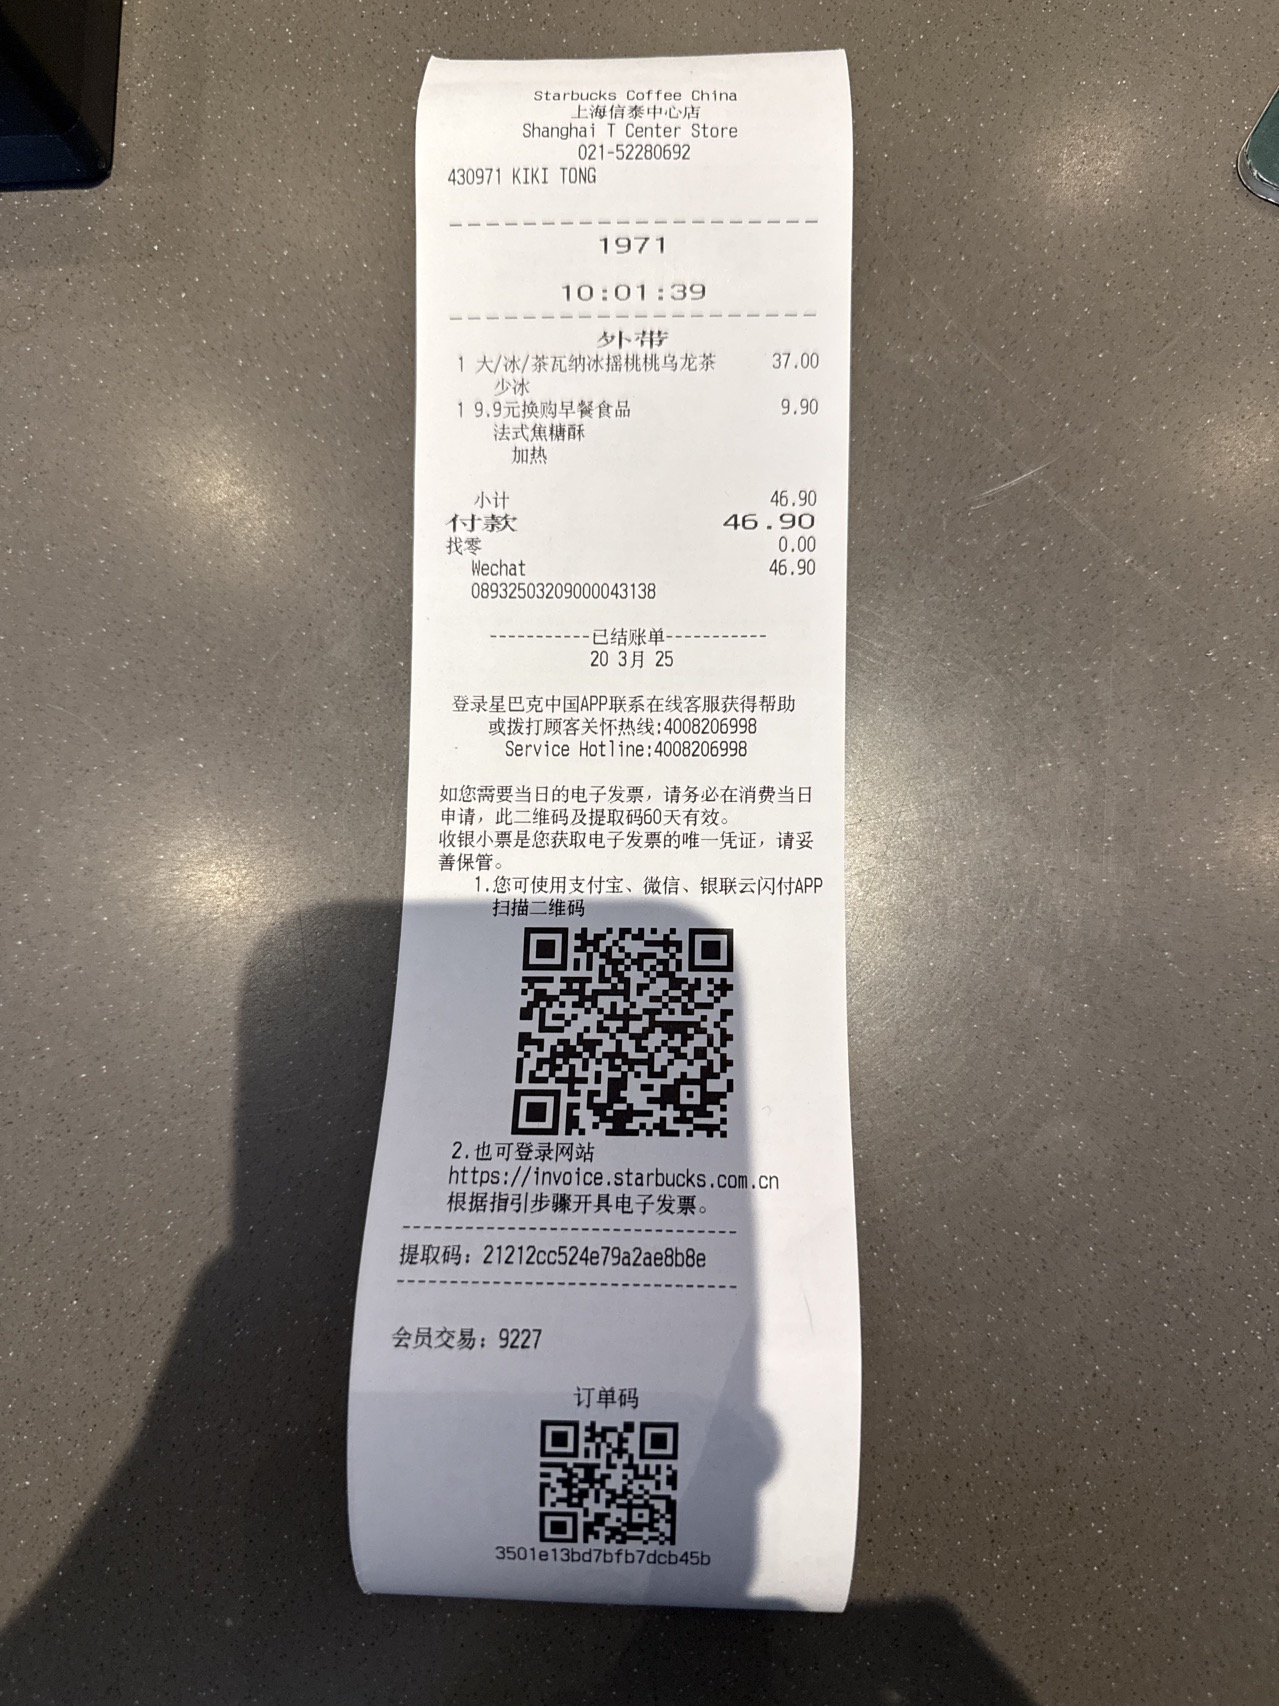 Starbucks Coffee China
上海信泰中心店
Shanghai T Center Store
021-52280692
430971 KIKI TONG
1971
10:01:39
外带
1 大/冰/茶瓦纳冰摇桃桃乌龙茶 37.00
少冰
1 9.9元换购早餐食品 9.90
法式焦糖酥
加热
小计 46.90
付款 46.90
找零 0.00
Wechat 46.90
08932503209000043138
-----------已结账单-----------
20 3月 25
登录星巴克中国APP联系在线客服获得帮助
或拨打顾客关怀热线:4008206998
Service Hotline:4008206998
如您需要当日的电子发票，请务必在消费当日
申请，此二维码及提取码60天有效。
收银小票是您获取电子发票的唯一凭证，请妥
善保管。
1.您可使用支付宝、微信、银联云闪付APP
扫描二维码
2.也可登录网站
https://invoice.starbucks.com.cn
根据指引步骤开具电子发票。
提取码：21212cc524e79a2ae8b8e
会员交易：9227
订单码
3501e13bd7bfb7dcb45b